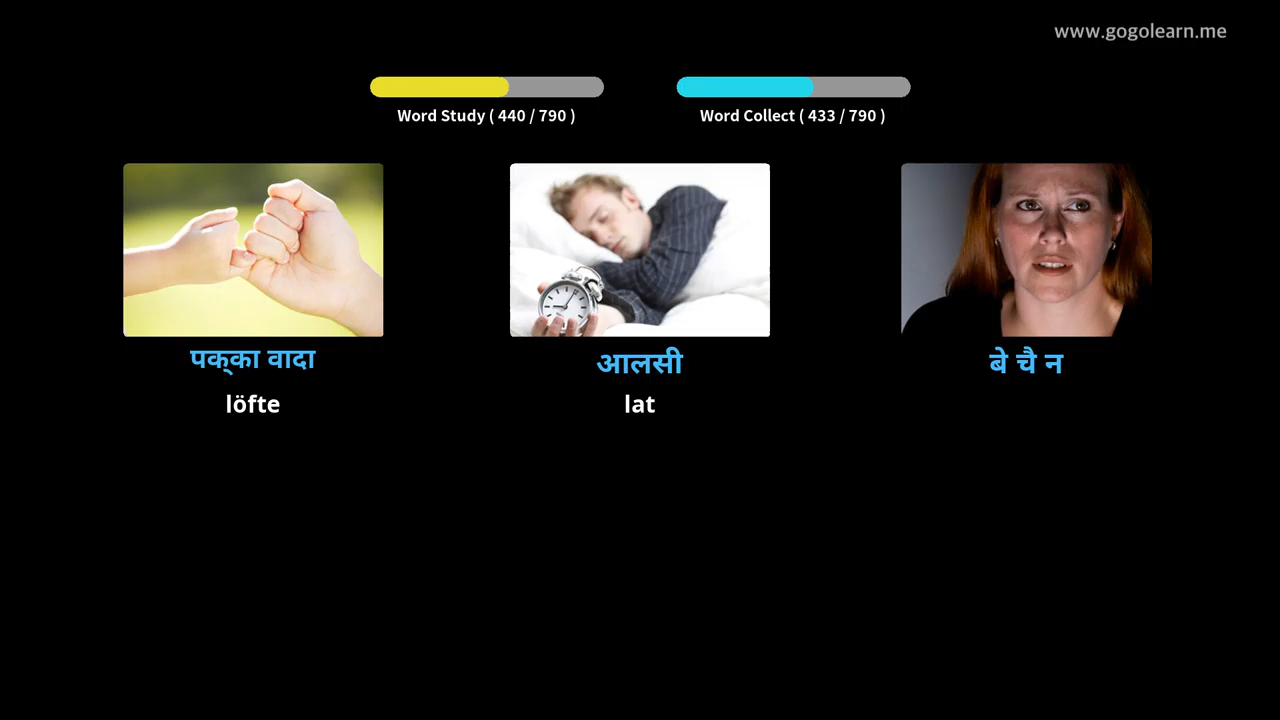 www.gogolearn.me
Word Study ( 440 / 790 )
Word Collect ( 433 / 790 )
पक्‌का वादा
आलसी
बे चै न
löfte
lat